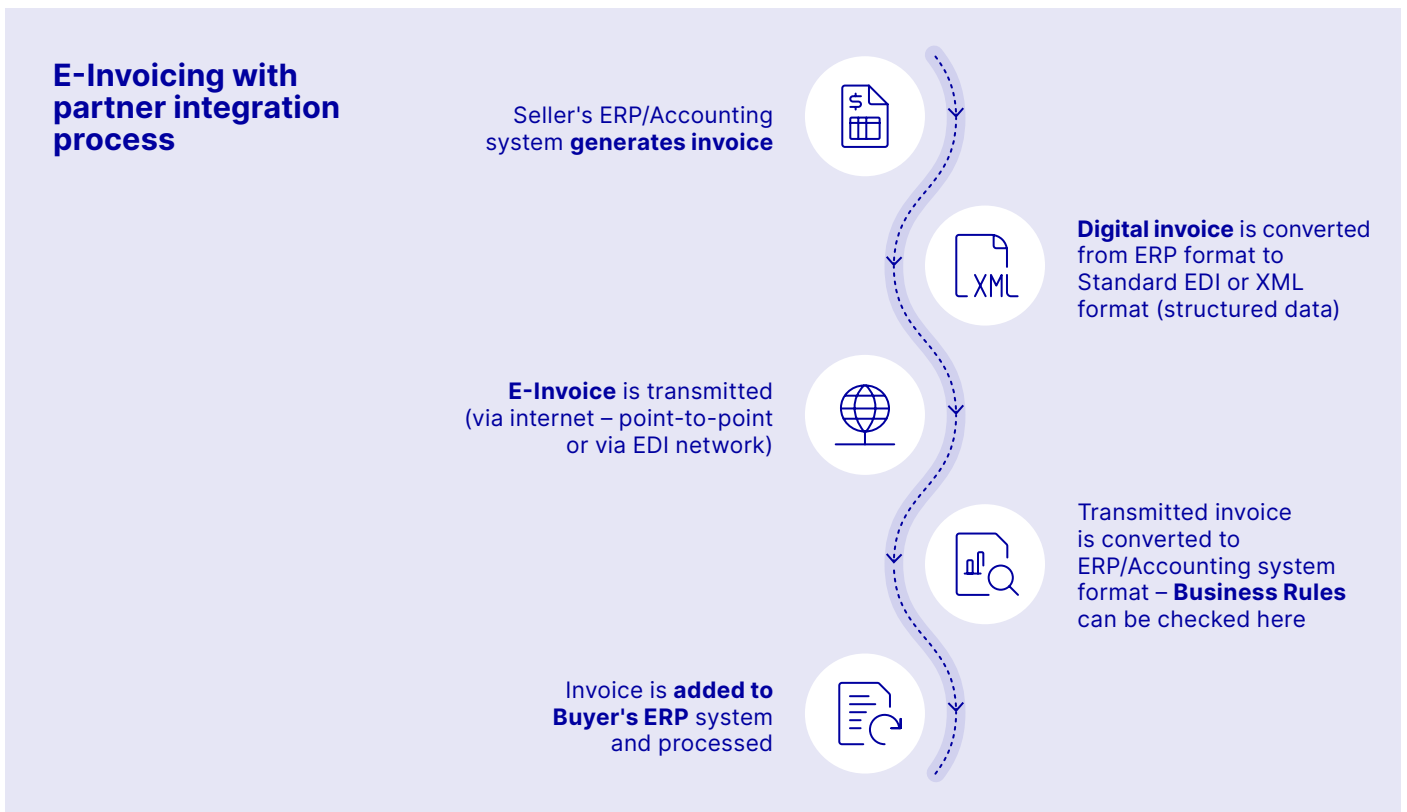 E-Invoicing with
partner integration
process
Seller's ERP/Accounting
system generates invoice
$
Digital invoice is converted
from ERP format to
Standard EDI or XML
format (structured data)
XML
E-Invoice is transmitted
(via internet – point-to-point
or via EDI network)
Transmitted invoice
is converted to
ERP/Accounting system
format – Business Rules
can be checked here
Invoice is added to
Buyer's ERP system
and processed